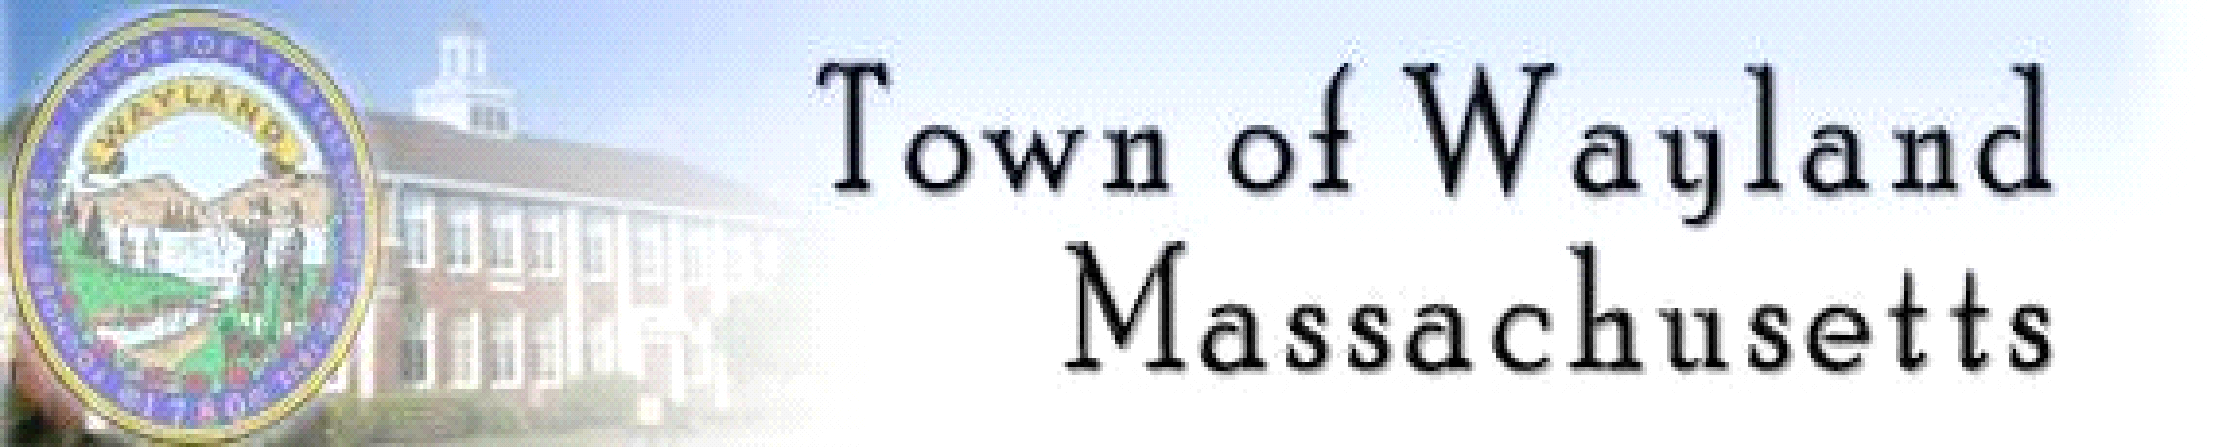 WAYLAND
Town of Wayland
Massachusetts